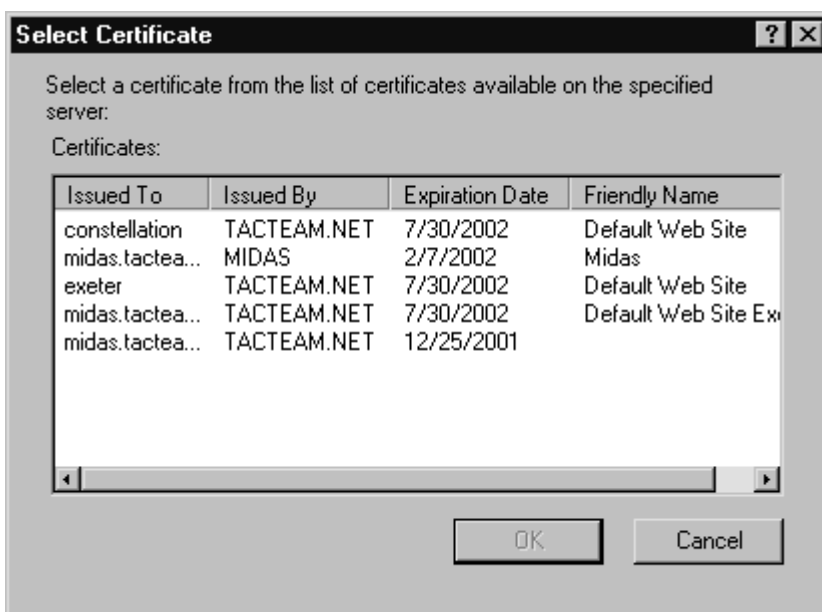 Select Certificate
Select a certificate from the list of certificates available on the specified
server:
Certificates:
Issued To Issued By Expiration Date Friendly Name
constellation TACTEAM.NET 7/30/2002 Default Web Site
midas.tactea... MIDAS 2/7/2002 Midas
exeter TACTEAM.NET 7/30/2002 Default Web Site
midas.tactea... TACTEAM.NET 7/30/2002 Default Web Site Ex
midas.tactea... TACTEAM.NET 12/25/2001
OK Cancel